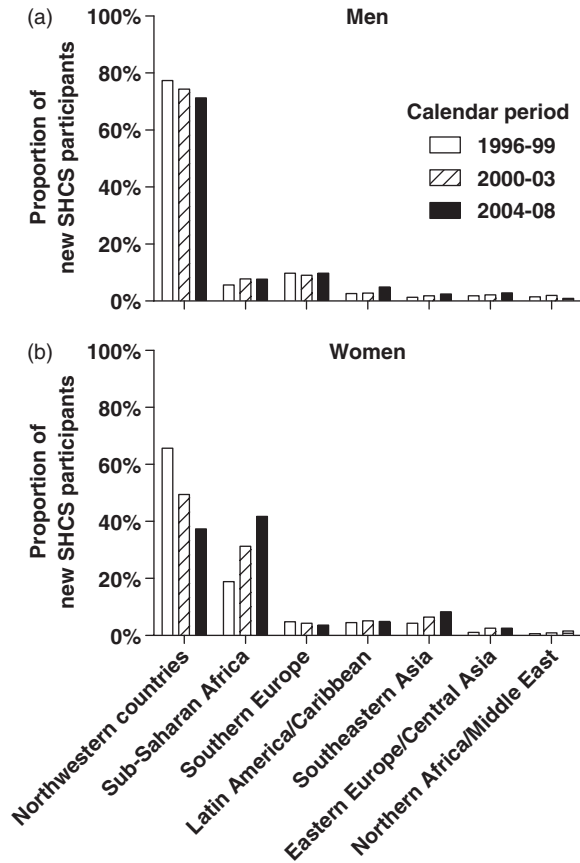 (a)
Men
Proportion of
new SHCS participants
100%
80%
60%
40%
20%
0%
Calendar period
1996-99
2000-03
2004-08
(b)
Women
Proportion of
new SHCS participants
100%
80%
60%
40%
20%
0%
Northwestern countries
Sub-Saharan Africa
Southern Europe
Latin America/Caribbean
Southeastern Asia
Eastern Europe/Central Asia
Northern Africa/Middle East